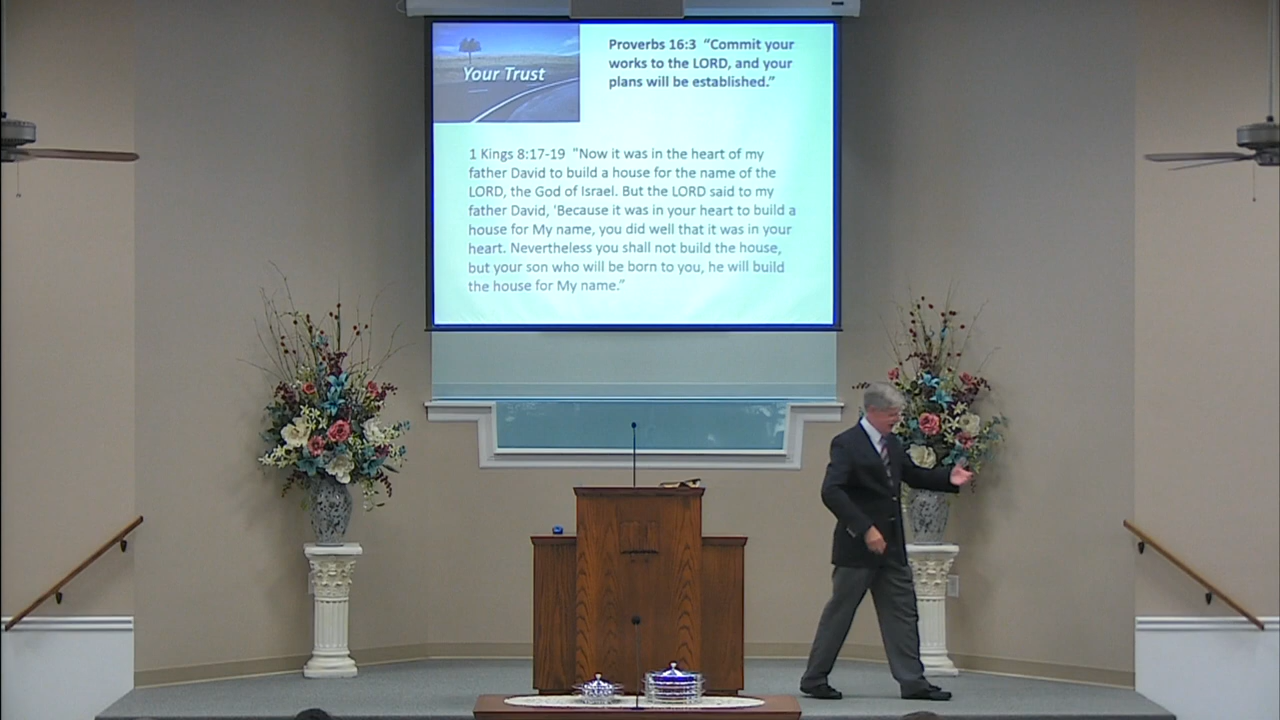 Your Trust
Proverbs 16:3 “Commit your
works to the LORD, and your
plans will be established.”
1 Kings 8:17-19 “Now it was in the heart of my
father David to build a house for the name of the
LORD, the God of Israel. But the LORD said to my
father David, ‘Because it was in your heart to build a
house for My name, you did well that it was in your
heart. Nevertheless you shall not build the house,
but your son who will be born to you, he will build
the house for My name.”